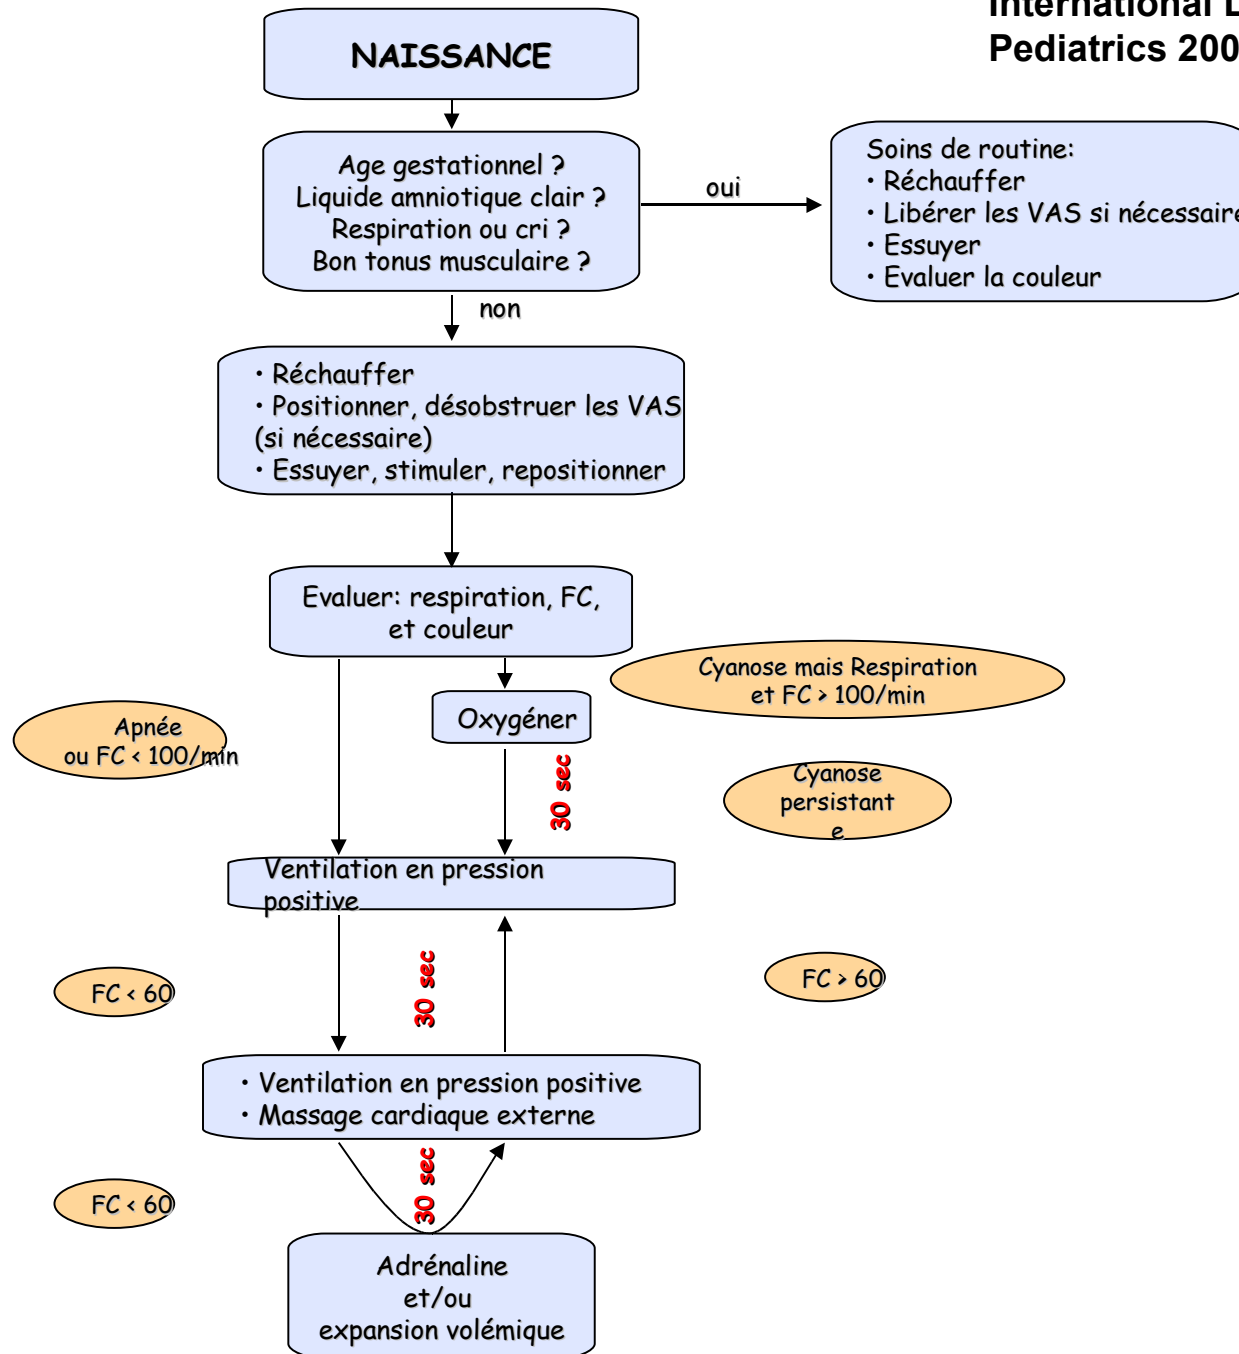 International
Pediatrics 200
NAISSANCE
Age gestationnel ?
Liquide amniotique clair ?
Respiration ou cri ?
Bon tonus musculaire ?
oui
Soins de routine:
• Réchauffer
• Libérer les VAS si nécessaire
• Essuyer
• Evaluer la couleur
non
• Réchauffer
• Positionner, désobstruer les VAS
(si nécessaire)
• Essuyer, stimuler, repositionner
Evaluer: respiration, FC,
et couleur
Cyanose mais Respiration
et FC > 100/min
Oxygéner
Apnée
ou FC < 100/min
30 sec
Cyanose
persistant
e
Ventilation en pression
positive
30 sec
FC < 60
FC > 60
• Ventilation en pression positive
• Massage cardiaque externe
30 sec
FC < 60
Adrénaline
et/ou
expansion volémique